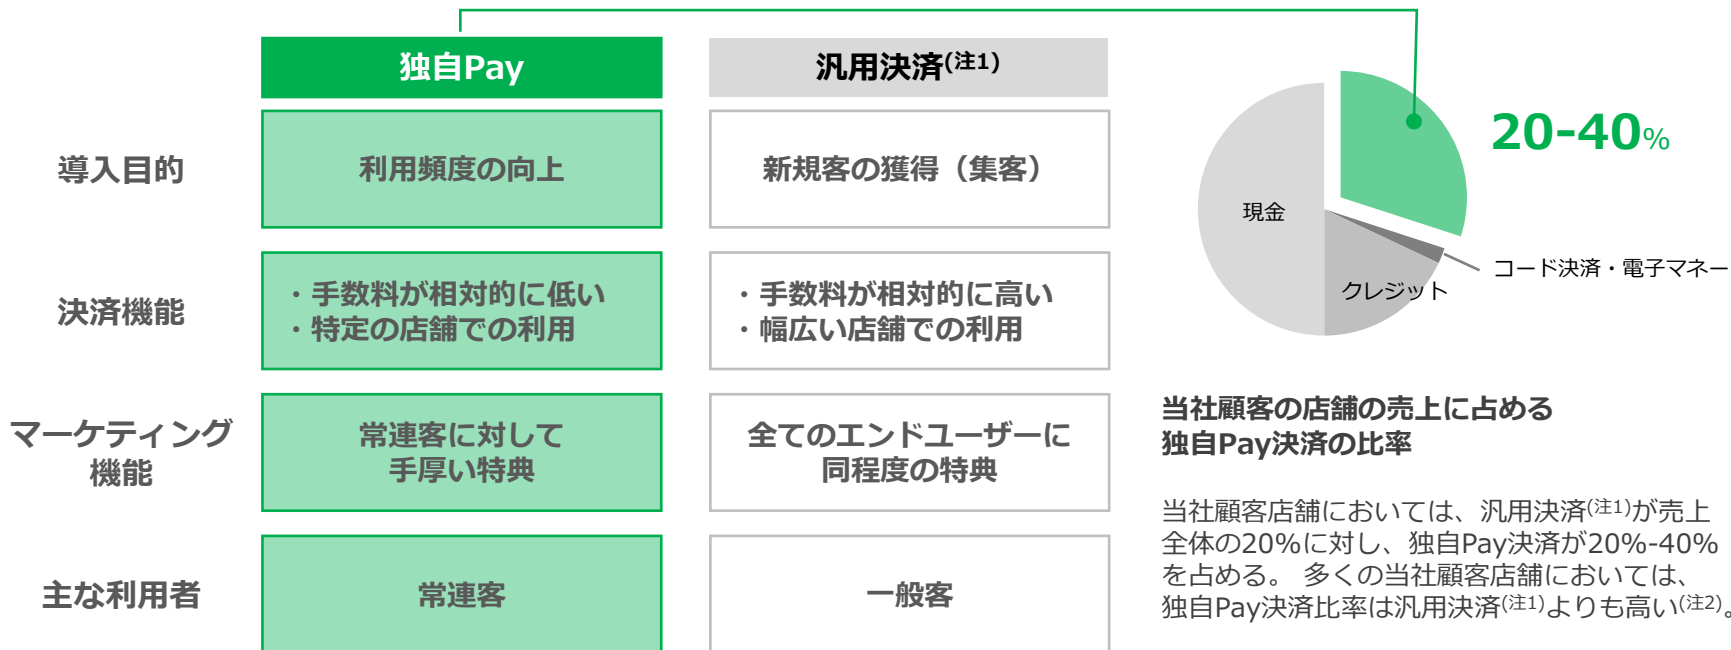 独自Pay
汎用決済(注1)
導入目的
利用頻度の向上
新規客の獲得（集客）
決済機能
・手数料が相対的に低い
・特定の店舗での利用
・手数料が相対的に高い
・幅広い店舗での利用
マーケティング
機能
常連客に対して
手厚い特典
全てのエンドユーザーに
同程度の特典
主な利用者
常連客
一般客
20-40%
現金
クレジット
コード決済・電子マネー
当社顧客の店舗の売上に占める
独自Pay決済の比率
当社顧客店舗においては、汎用決済(注1)が売上
全体の20%に対し、独自Pay決済が20%-40%
を占める。 多くの当社顧客店舗においては、
独自Pay決済比率は汎用決済(注1)よりも高い(注2)。